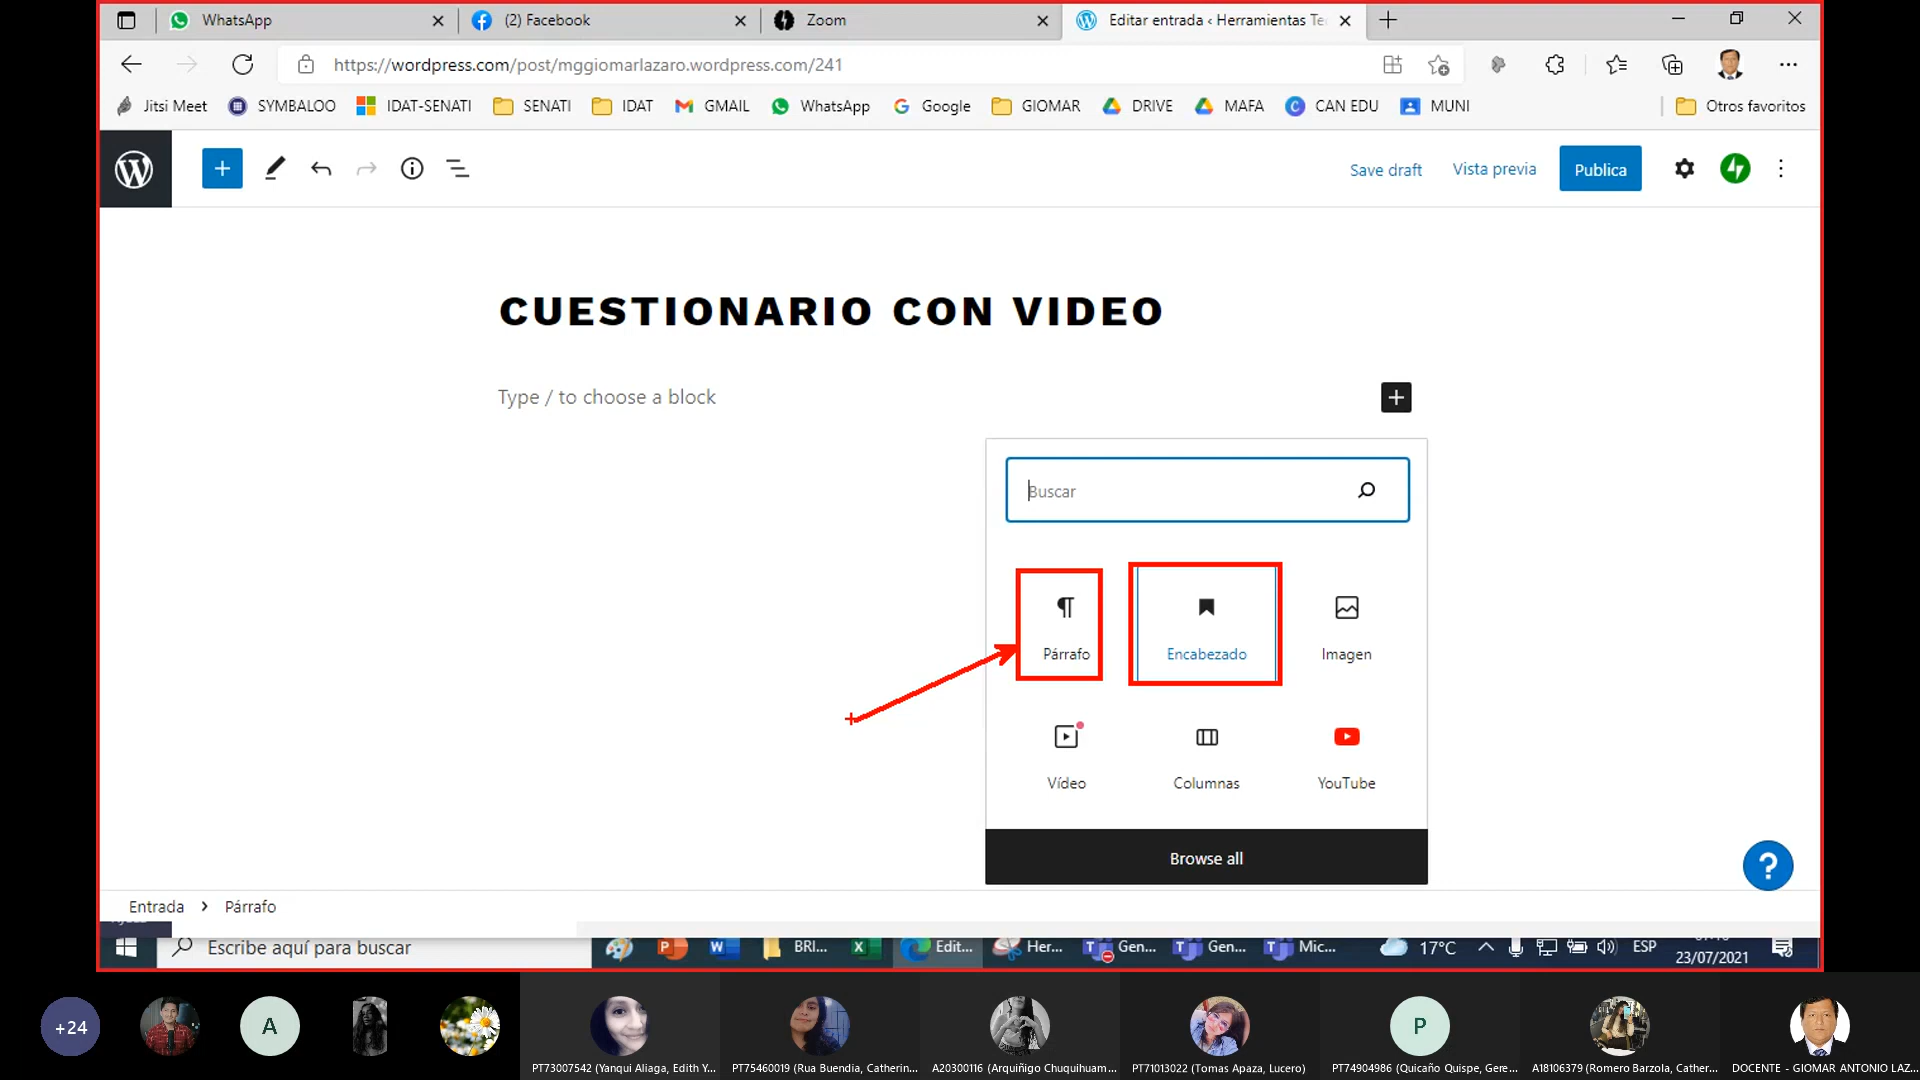 WhatsApp
(2) Facebook
Zoom
Editar entrada ‹ Herramientas Te
https://wordpress.com/post/mggiomarlazaro.wordpress.com/241
Jitsi Meet SYMBALOO IDAT-SENATI SENATI IDAT GMAIL WhatsApp Google GIOMAR DRIVE MAFA CAN EDU MUNI Otros favoritos
Save draft Vista previa Publica
CUESTIONARIO CON VIDEO
Type / to choose a block
Buscar
Párrafo Encabezado Imagen
Vídeo Columnas YouTube
Browse all
Entrada › Párrafo
Escribe aquí para buscar
BRI... Edit... Her... Gen... Gen... Mic... 17°C ESP
23/07/2021
+24 A P
PT73007542 (Yanqui Aliaga, Edith Y... PT75460019 (Rua Buendia, Catherin... A20300116 (Arquiñigo Chuquihuam... PT71013022 (Tomas Apaza, Lucero) PT74904986 (Quicaño Quispe, Gere... A18106379 (Romero Barzola, Cather... DOCENTE - GIOMAR ANTONIO LAZ...